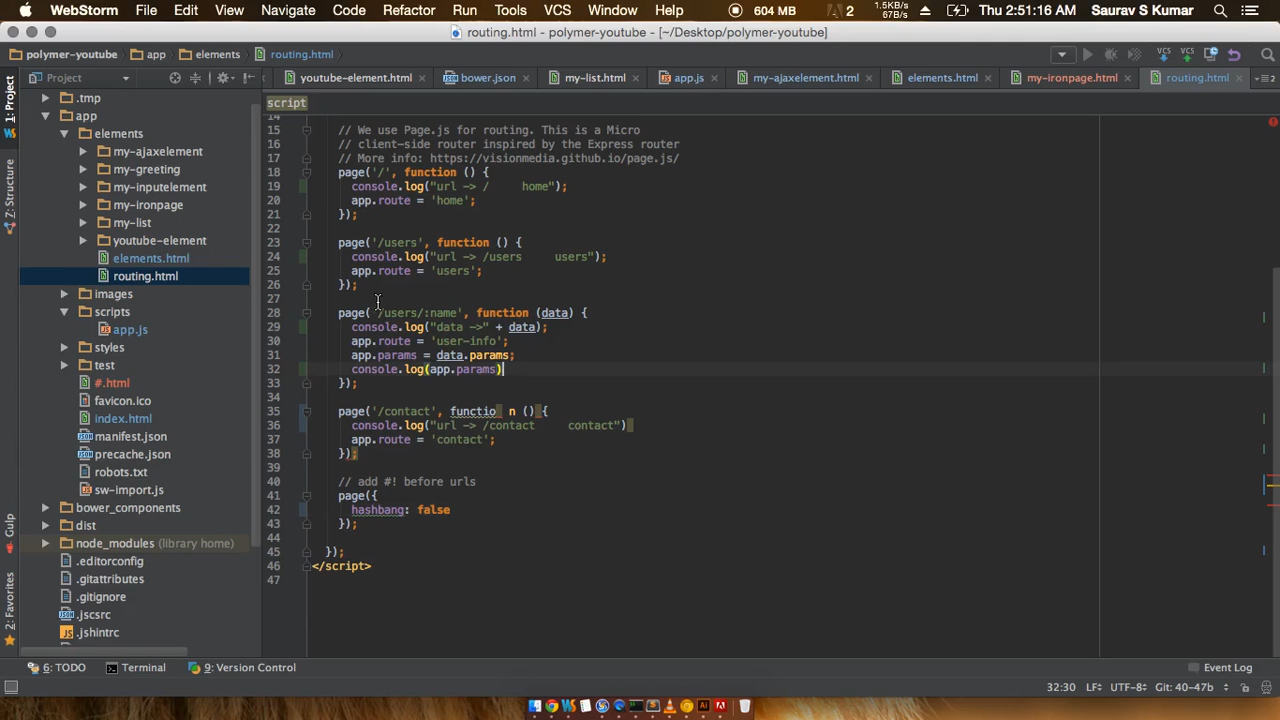 WebStorm File Edit View Navigate Code Refactor Run Tools VCS Window Help 604 MB 2 1.5KB/s 67B/s Thu 2:51:16 AM Saurav S Kumar
routing.html - polymer-youtube - [~/Desktop/polymer-youtube]
polymer-youtube app elements routing.html
Project youtube-element.html bower.json my-list.html app.js my-ajaxelement.html elements.html my-ironpage.html routing.html 2
script
1: Project
Z: Structure
Gulp
2: Favorites
.tmp
app
elements
my-ajaxelement
my-greeting
my-inputelement
my-ironpage
my-list
youtube-element
elements.html
routing.html
images
scripts
app.js
styles
test
#.html
favicon.ico
index.html
manifest.json
precache.json
robots.txt
sw-import.js
bower_components
dist
node_modules (library home)
.editorconfig
.gitattributes
.gitignore
.jscsrc
.jshintrc
14
15 // We use Page.js for routing. This is a Micro
16 // client-side router inspired by the Express router
17 // More info: https://visionmedia.github.io/page.js/
18 page('/', function () {
19 console.log("url -> / home");
20 app.route = 'home';
21 });
22
23 page('/users', function () {
24 console.log("url -> /users users");
25 app.route = 'users';
26 });
27
28 page('/users/:name', function (data) {
29 console.log("data ->" + data);
30 app.route = 'user-info';
31 app.params = data.params;
32 console.log(app.params)
33 });
34
35 page('/contact', functio n () {
36 console.log("url -> /contact contact")
37 app.route = 'contact';
38 });
39
40 // add #! before urls
41 page({
42 hashbang: false
43 });
44
45 });
46 </script>
47
6: TODO Terminal 9: Version Control Event Log
32:30 LF UTF-8 Git: 40-47b